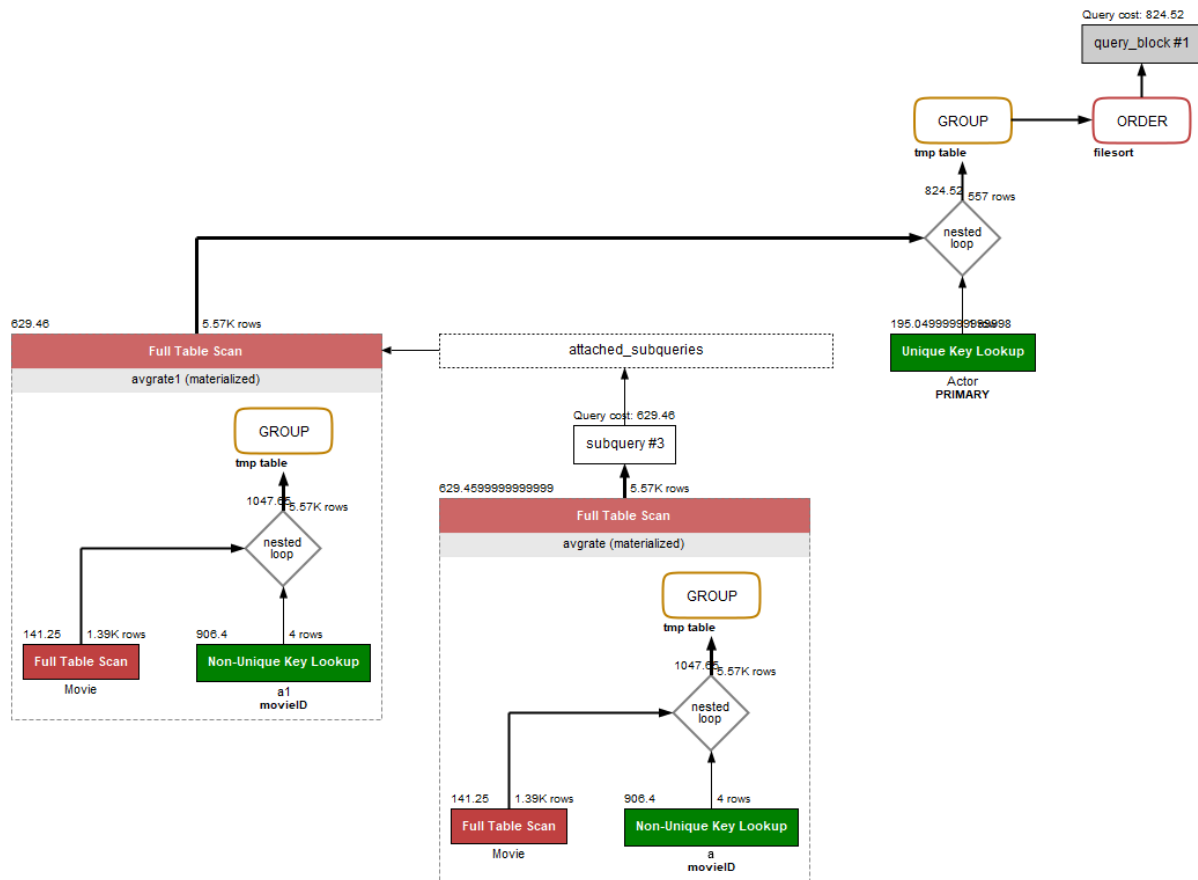 Query cost: 824.52
query_block #1
GROUP
tmp table
ORDER
filesort
824.52
557 rows
nested
loop
629.46
5.57K rows
Full Table Scan
avgrate1 (materialized)
attached_subqueries
195.0499999999998
Unique Key Lookup
Actor
PRIMARY
GROUP
tmp table
1047.65
5.57K rows
nested
loop
141.25
1.39K rows
Full Table Scan
Movie
906.4
4 rows
Non-Unique Key Lookup
a1
movieID
Query cost: 629.46
subquery #3
629.4599999999999
5.57K rows
Full Table Scan
avgrate (materialized)
GROUP
tmp table
1047.65
5.57K rows
nested
loop
141.25
1.39K rows
Full Table Scan
Movie
906.4
4 rows
Non-Unique Key Lookup
a
movieID